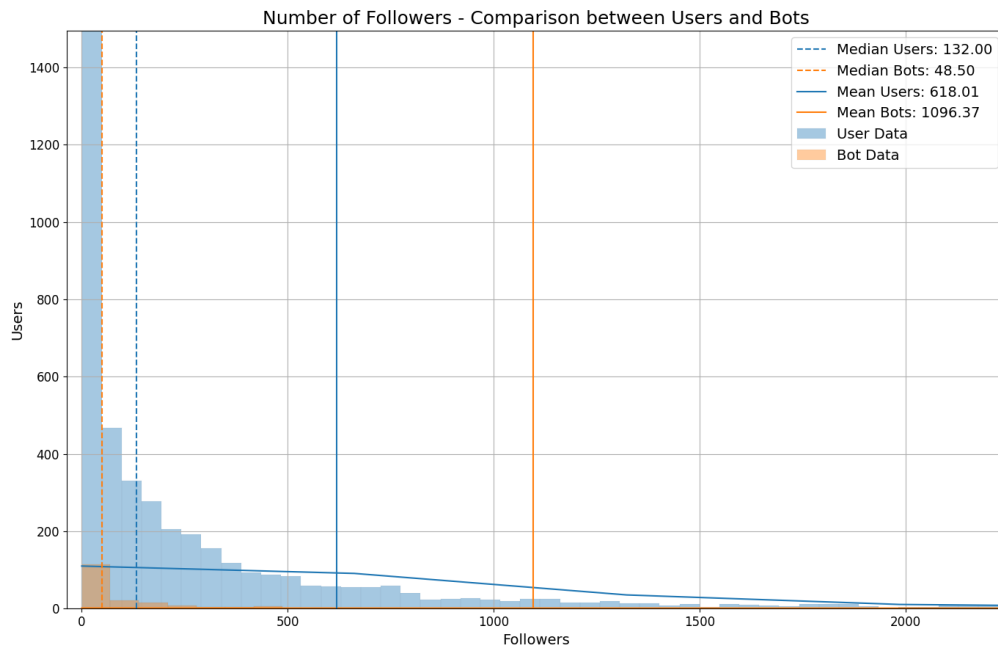 Number of Followers - Comparison between Users and Bots
Median Users: 132.00
Median Bots: 48.50
Mean Users: 618.01
Mean Bots: 1096.37
User Data
Bot Data
1400
1200
1000
800
600
400
200
0
Users
0 500 1000 1500 2000
Followers